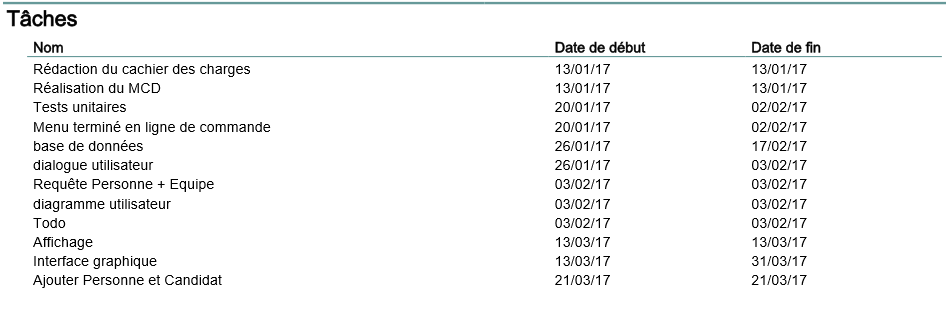 Tâches
Nom Date de début Date de fin
Rédaction du cachier des charges 13/01/17 13/01/17
Réalisation du MCD 13/01/17 13/01/17
Tests unitaires 20/01/17 02/02/17
Menu terminé en ligne de commande 20/01/17 02/02/17
base de données 26/01/17 17/02/17
dialogue utilisateur 26/01/17 03/02/17
Requête Personne + Equipe 03/02/17 03/02/17
diagramme utilisateur 03/02/17 03/02/17
Todo 03/02/17 03/02/17
Affichage 13/03/17 13/03/17
Interface graphique 13/03/17 31/03/17
Ajouter Personne et Candidat 21/03/17 21/03/17